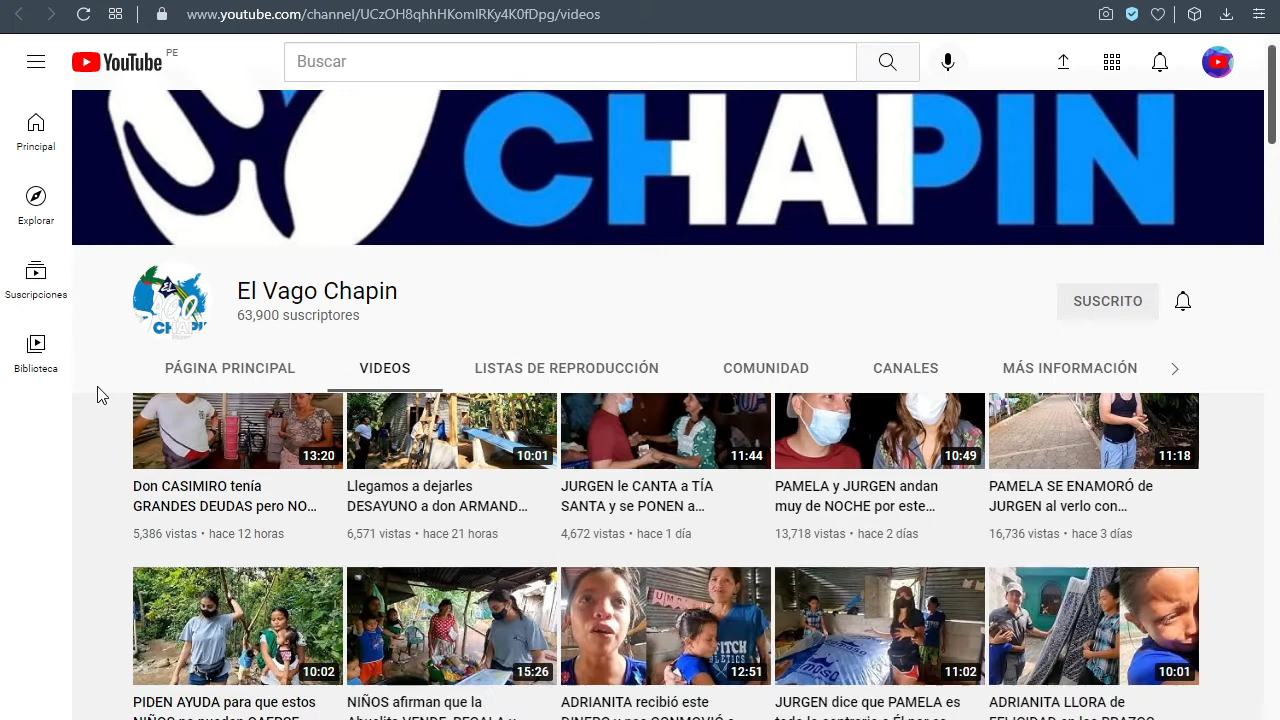 www.youtube.com/channel/UCzOH8qhhHKomIRKy4K0fDpg/videos
YouTube PE
Buscar
CHAPIN
Principal
Explorar
Suscripciones
Biblioteca
CHAPIN
El Vago Chapin
63,900 suscriptores
SUSCRITO
PÁGINA PRINCIPAL VIDEOS LISTAS DE REPRODUCCIÓN COMUNIDAD CANALES MÁS INFORMACIÓN
13:20 10:01 11:44 10:49 11:18
Don CASIMIRO tenía
GRANDES DEUDAS pero NO...
5,386 vistas • hace 12 horas
Llegamos a dejarles
DESAYUNO a don ARMAND...
6,571 vistas • hace 21 horas
JURGEN le CANTA a TÍA
SANTA y se PONEN a...
4,672 vistas • hace 1 día
PAMELA y JURGEN andan
muy de NOCHE por este...
13,718 vistas • hace 2 días
PAMELA SE ENAMORÓ de
JURGEN al verlo con...
16,736 vistas • hace 3 días
10:02 15:26 12:51 11:02 10:01
PIDEN AYUDA para que estos
NIÑOS afirman que la
ADRIANITA recibió este
JURGEN dice que PAMELA es
ADRIANITA LLORA de